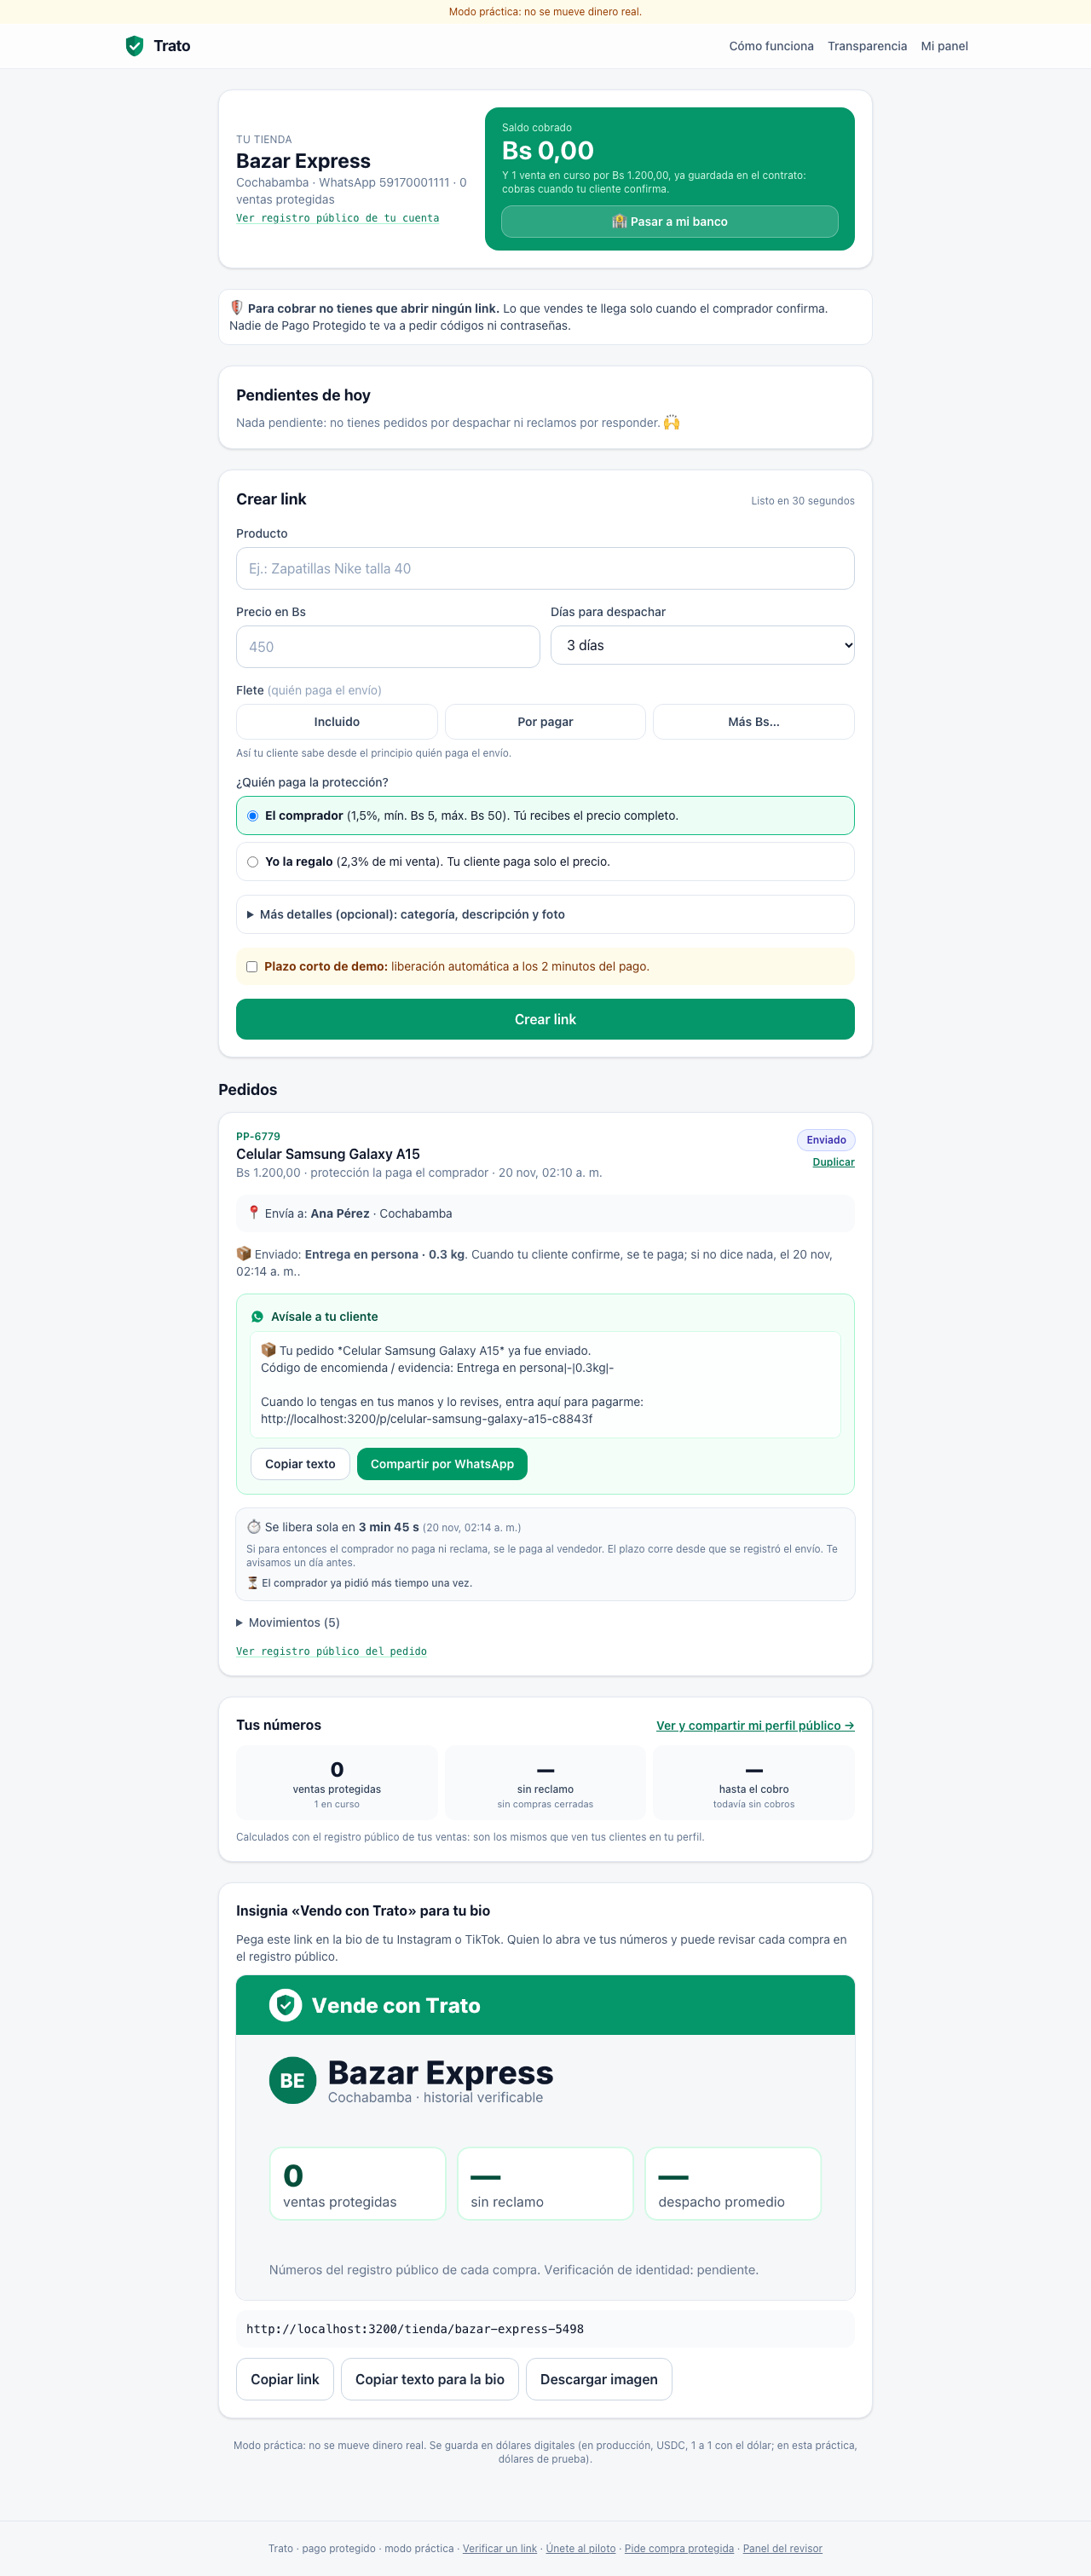 Modo práctica: no se mueve dinero real.
Trato
Cómo funciona Transparencia Mi panel
TU TIENDA
Bazar Express
Cochabamba · WhatsApp 59170001111 · 0
ventas protegidas
Ver registro público de tu cuenta
Saldo cobrado
Bs 0,00
Y 1 venta en curso por Bs 1.200,00, ya guardada en el contrato:
cobras cuando tu cliente confirma.
🏦 Pasar a mi banco
🛡️ Para cobrar no tienes que abrir ningún link. Lo que vendes te llega solo cuando el comprador confirma.
Nadie de Pago Protegido te va a pedir códigos ni contraseñas.
Pendientes de hoy
Nada pendiente: no tienes pedidos por despachar ni reclamos por responder. 🙌
Crear link
Listo en 30 segundos
Producto
Ej.: Zapatillas Nike talla 40
Precio en Bs
Días para despachar
450
3 días
Flete (quién paga el envío)
Incluido
Por pagar
Más Bs...
Así tu cliente sabe desde el principio quién paga el envío.
¿Quién paga la protección?
El comprador (1,5%, mín. Bs 5, máx. Bs 50). Tú recibes el precio completo.
Yo la regalo (2,3% de mi venta). Tu cliente paga solo el precio.
▶ Más detalles (opcional): categoría, descripción y foto
Plazo corto de demo: liberación automática a los 2 minutos del pago.
Crear link
Pedidos
PP-6779
Enviado
Celular Samsung Galaxy A15
Duplicar
Bs 1.200,00 · protección la paga el comprador · 20 nov, 02:10 a. m.
📍 Envía a: Ana Pérez · Cochabamba
📦 Enviado: Entrega en persona · 0.3 kg. Cuando tu cliente confirme, se te paga; si no dice nada, el 20 nov,
02:14 a. m..
Avísale a tu cliente
📦 Tu pedido *Celular Samsung Galaxy A15* ya fue enviado.
Código de encomienda / evidencia: Entrega en persona|-|0.3kg|-
Cuando lo tengas en tus manos y lo revises, entra aquí para pagarme:
http://localhost:3200/p/celular-samsung-galaxy-a15-c8843f
Copiar texto
Compartir por WhatsApp
⏱️ Se libera sola en 3 min 45 s (20 nov, 02:14 a. m.)
Si para entonces el comprador no paga ni reclama, se le paga al vendedor. El plazo corre desde que se registró el envío. Te
avisamos un día antes.
⏳ El comprador ya pidió más tiempo una vez.
▶ Movimientos (5)
Ver registro público del pedido
Tus números
Ver y compartir mi perfil público →
0
ventas protegidas
1 en curso
—
sin reclamo
sin compras cerradas
—
hasta el cobro
todavía sin cobros
Calculados con el registro público de tus ventas: son los mismos que ven tus clientes en tu perfil.
Insignia «Vendo con Trato» para tu bio
Pega este link en la bio de tu Instagram o TikTok. Quien lo abra ve tus números y puede revisar cada compra en
el registro público.
Vende con Trato
BE
Bazar Express
Cochabamba · historial verificable
0
ventas protegidas
—
sin reclamo
—
despacho promedio
Números del registro público de cada compra. Verificación de identidad: pendiente.
http://localhost:3200/tienda/bazar-express-5498
Copiar link
Copiar texto para la bio
Descargar imagen
Modo práctica: no se mueve dinero real. Se guarda en dólares digitales (en producción, USDC, 1 a 1 con el dólar; en esta práctica,
dólares de prueba).
Trato · pago protegido · modo práctica · Verificar un link · Únete al piloto · Pide compra protegida · Panel del revisor